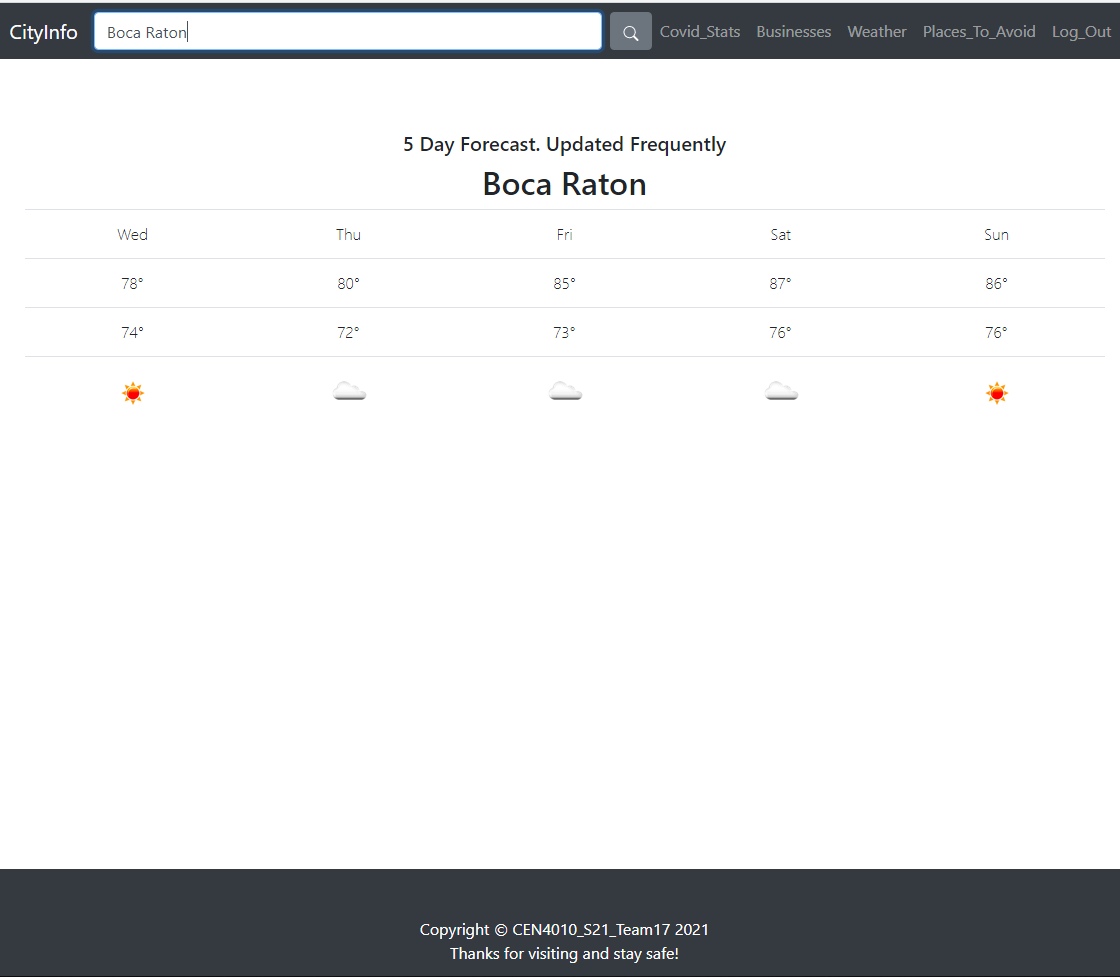 CityInfo Boca Raton Covid_Stats Businesses Weather Places_To_Avoid Log_Out
5 Day Forecast. Updated Frequently
Boca Raton
Wed Thu Fri Sat Sun
78° 80° 85° 87° 86°
74° 72° 73° 76° 76°
Copyright © CEN4010_S21_Team17 2021
Thanks for visiting and stay safe!